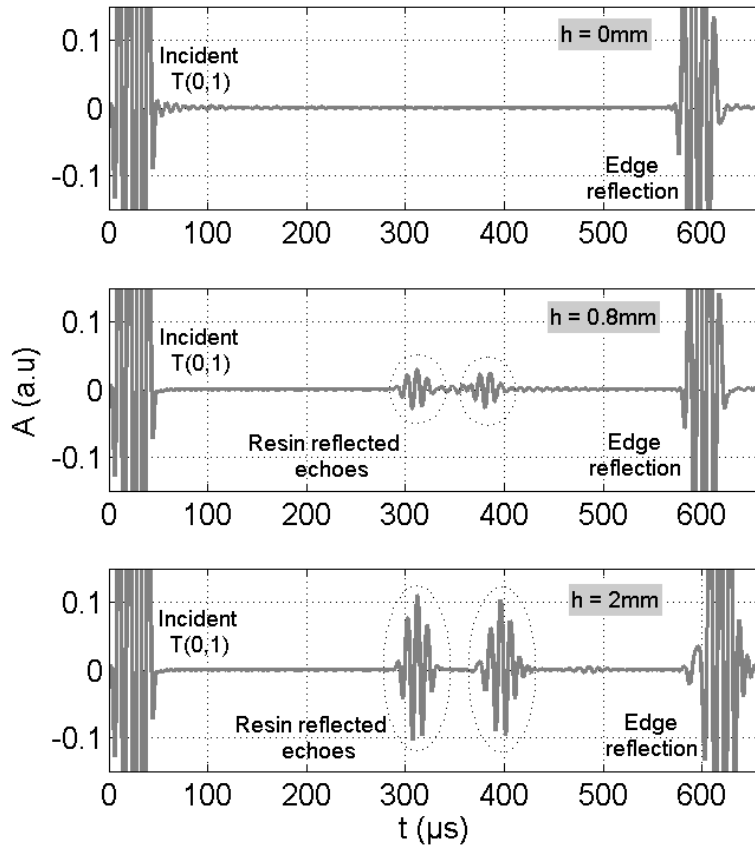 0.1
0
-0.1
Incident
T(0,1)
h = 0mm
Edge
reflection
0 100 200 300 400 500 600
A (a.u)
0.1
0
-0.1
Incident
T(0,1)
h = 0.8mm
Resin reflected
echoes
Edge
reflection
0 100 200 300 400 500 600
0.1
0
-0.1
Incident
T(0,1)
h = 2mm
Resin reflected
echoes
Edge
reflection
0 100 200 300 400 500 600
t (µs)